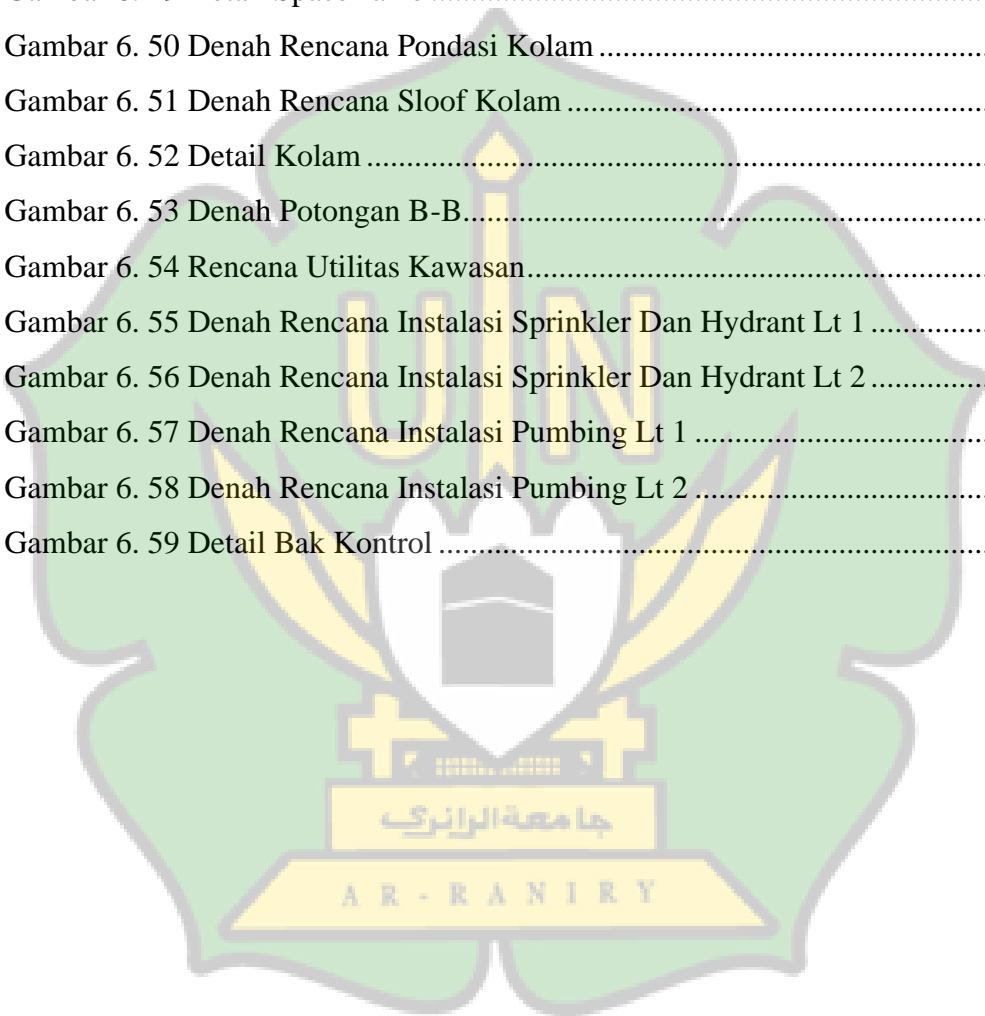 Gambar 6. 50 Denah Rencana Pondasi Kolam ............................................................
Gambar 6. 51 Denah Rencana Sloof Kolam ................................................................
Gambar 6. 52 Detail Kolam ...............................................................................................
Gambar 6. 53 Denah Potongan B-B................................................................................
Gambar 6. 54 Rencana Utilitas Kawasan......................................................................
Gambar 6. 55 Denah Rencana Instalasi Sprinkler Dan Hydrant Lt 1 .................
Gambar 6. 56 Denah Rencana Instalasi Sprinkler Dan Hydrant Lt 2 .................
Gambar 6. 57 Denah Rencana Instalasi Pumbing Lt 1 ............................................
Gambar 6. 58 Denah Rencana Instalasi Pumbing Lt 2 ............................................
Gambar 6. 59 Detail Bak Kontrol ....................................................................................
UIN
جامعة الرانري
AR-RANIRY